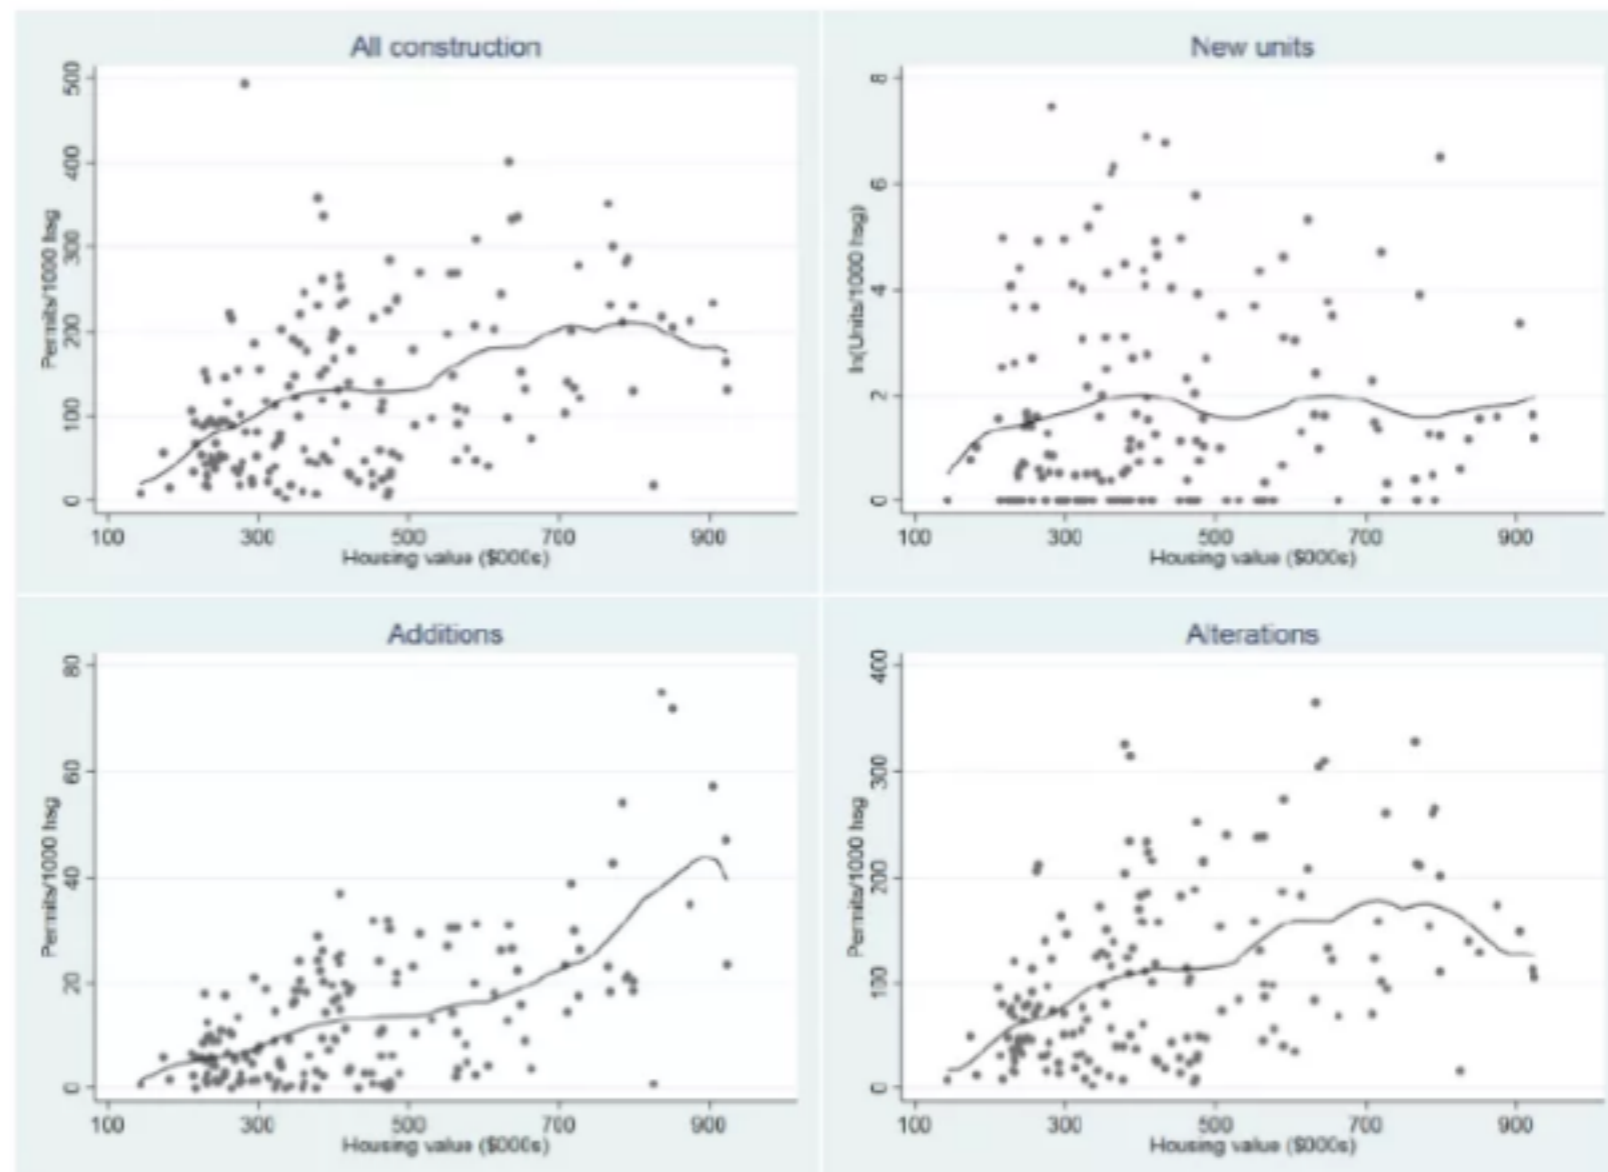 All construction
500
400
300
200
100
0
Permits/1000 hsg
100 300 500 700 900
Housing value ($000s)
New units
8
6
4
2
0
ln(Units/1000 hsg)
100 300 500 700 900
Housing value ($000s)
Additions
80
60
40
20
0
Permits/1000 hsg
100 300 500 700 900
Housing value ($000s)
Alterations
400
300
200
100
0
Permits/1000 hsg
100 300 500 700 900
Housing value ($000s)